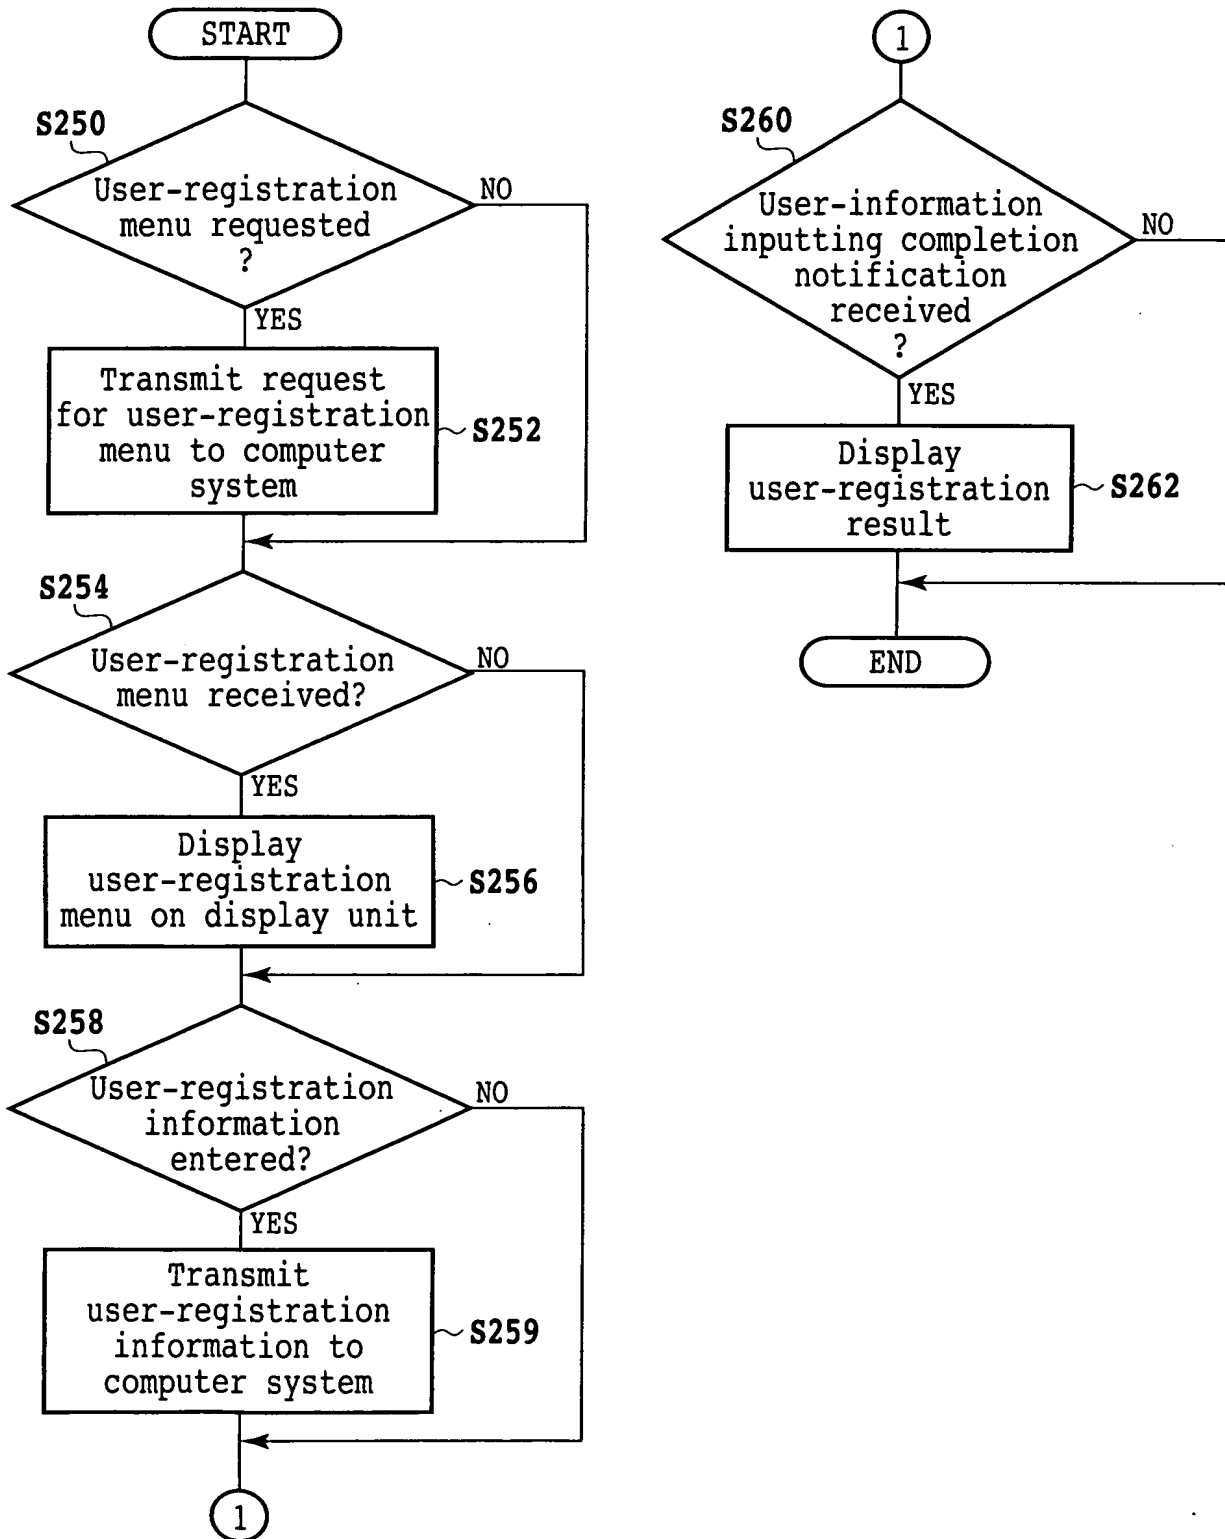 START
S250
User-registration
menu requested
?
NO
YES
Transmit request
for user-registration
menu to computer
system
S252
S254
User-registration
menu received?
NO
YES
Display
user-registration
menu on display unit
S256
S258
User-registration
information
entered?
NO
YES
Transmit
user-registration
information to
computer system
S259
1
1
S260
User-information
inputting completion
notification
received
?
NO
YES
Display
user-registration
result
S262
END